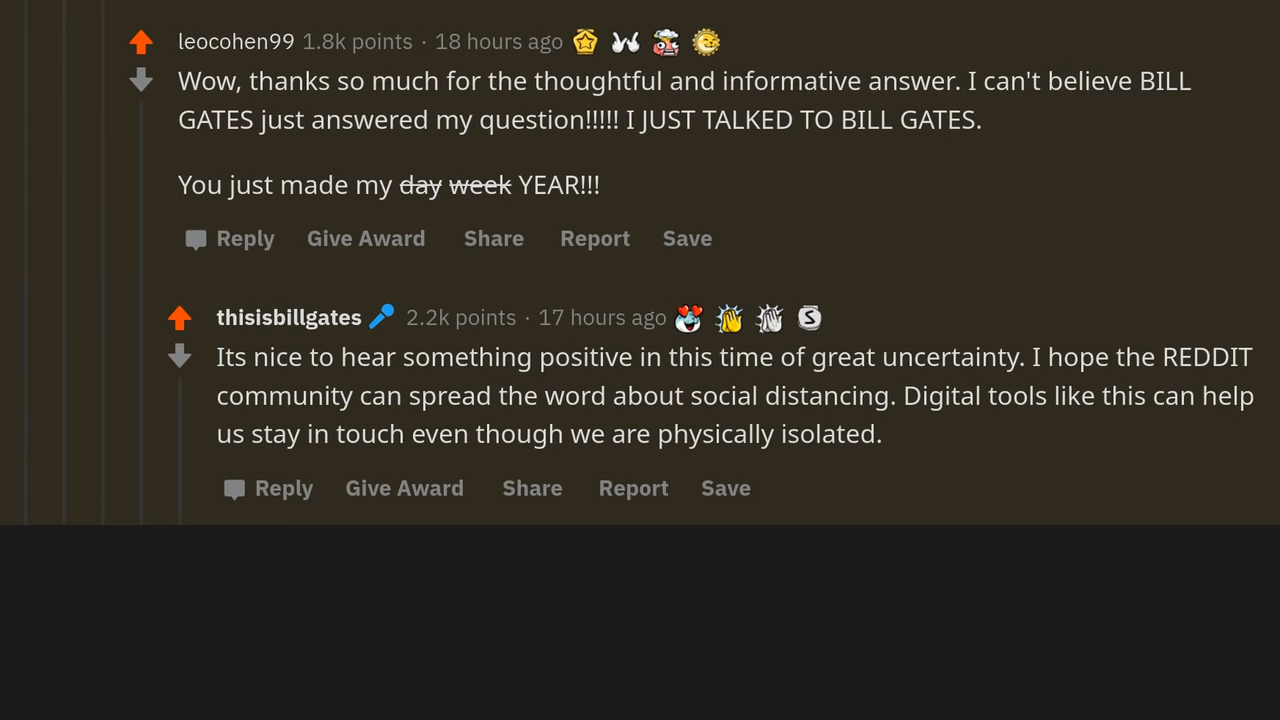 leocohen99 1.8k points · 18 hours ago
Wow, thanks so much for the thoughtful and informative answer. I can't believe BILL
GATES just answered my question!!!!! I JUST TALKED TO BILL GATES.
You just made my day week YEAR!!!
Reply Give Award Share Report Save
thisisbillgates 2.2k points · 17 hours ago
Its nice to hear something positive in this time of great uncertainty. I hope the REDDIT
community can spread the word about social distancing. Digital tools like this can help
us stay in touch even though we are physically isolated.
Reply Give Award Share Report Save